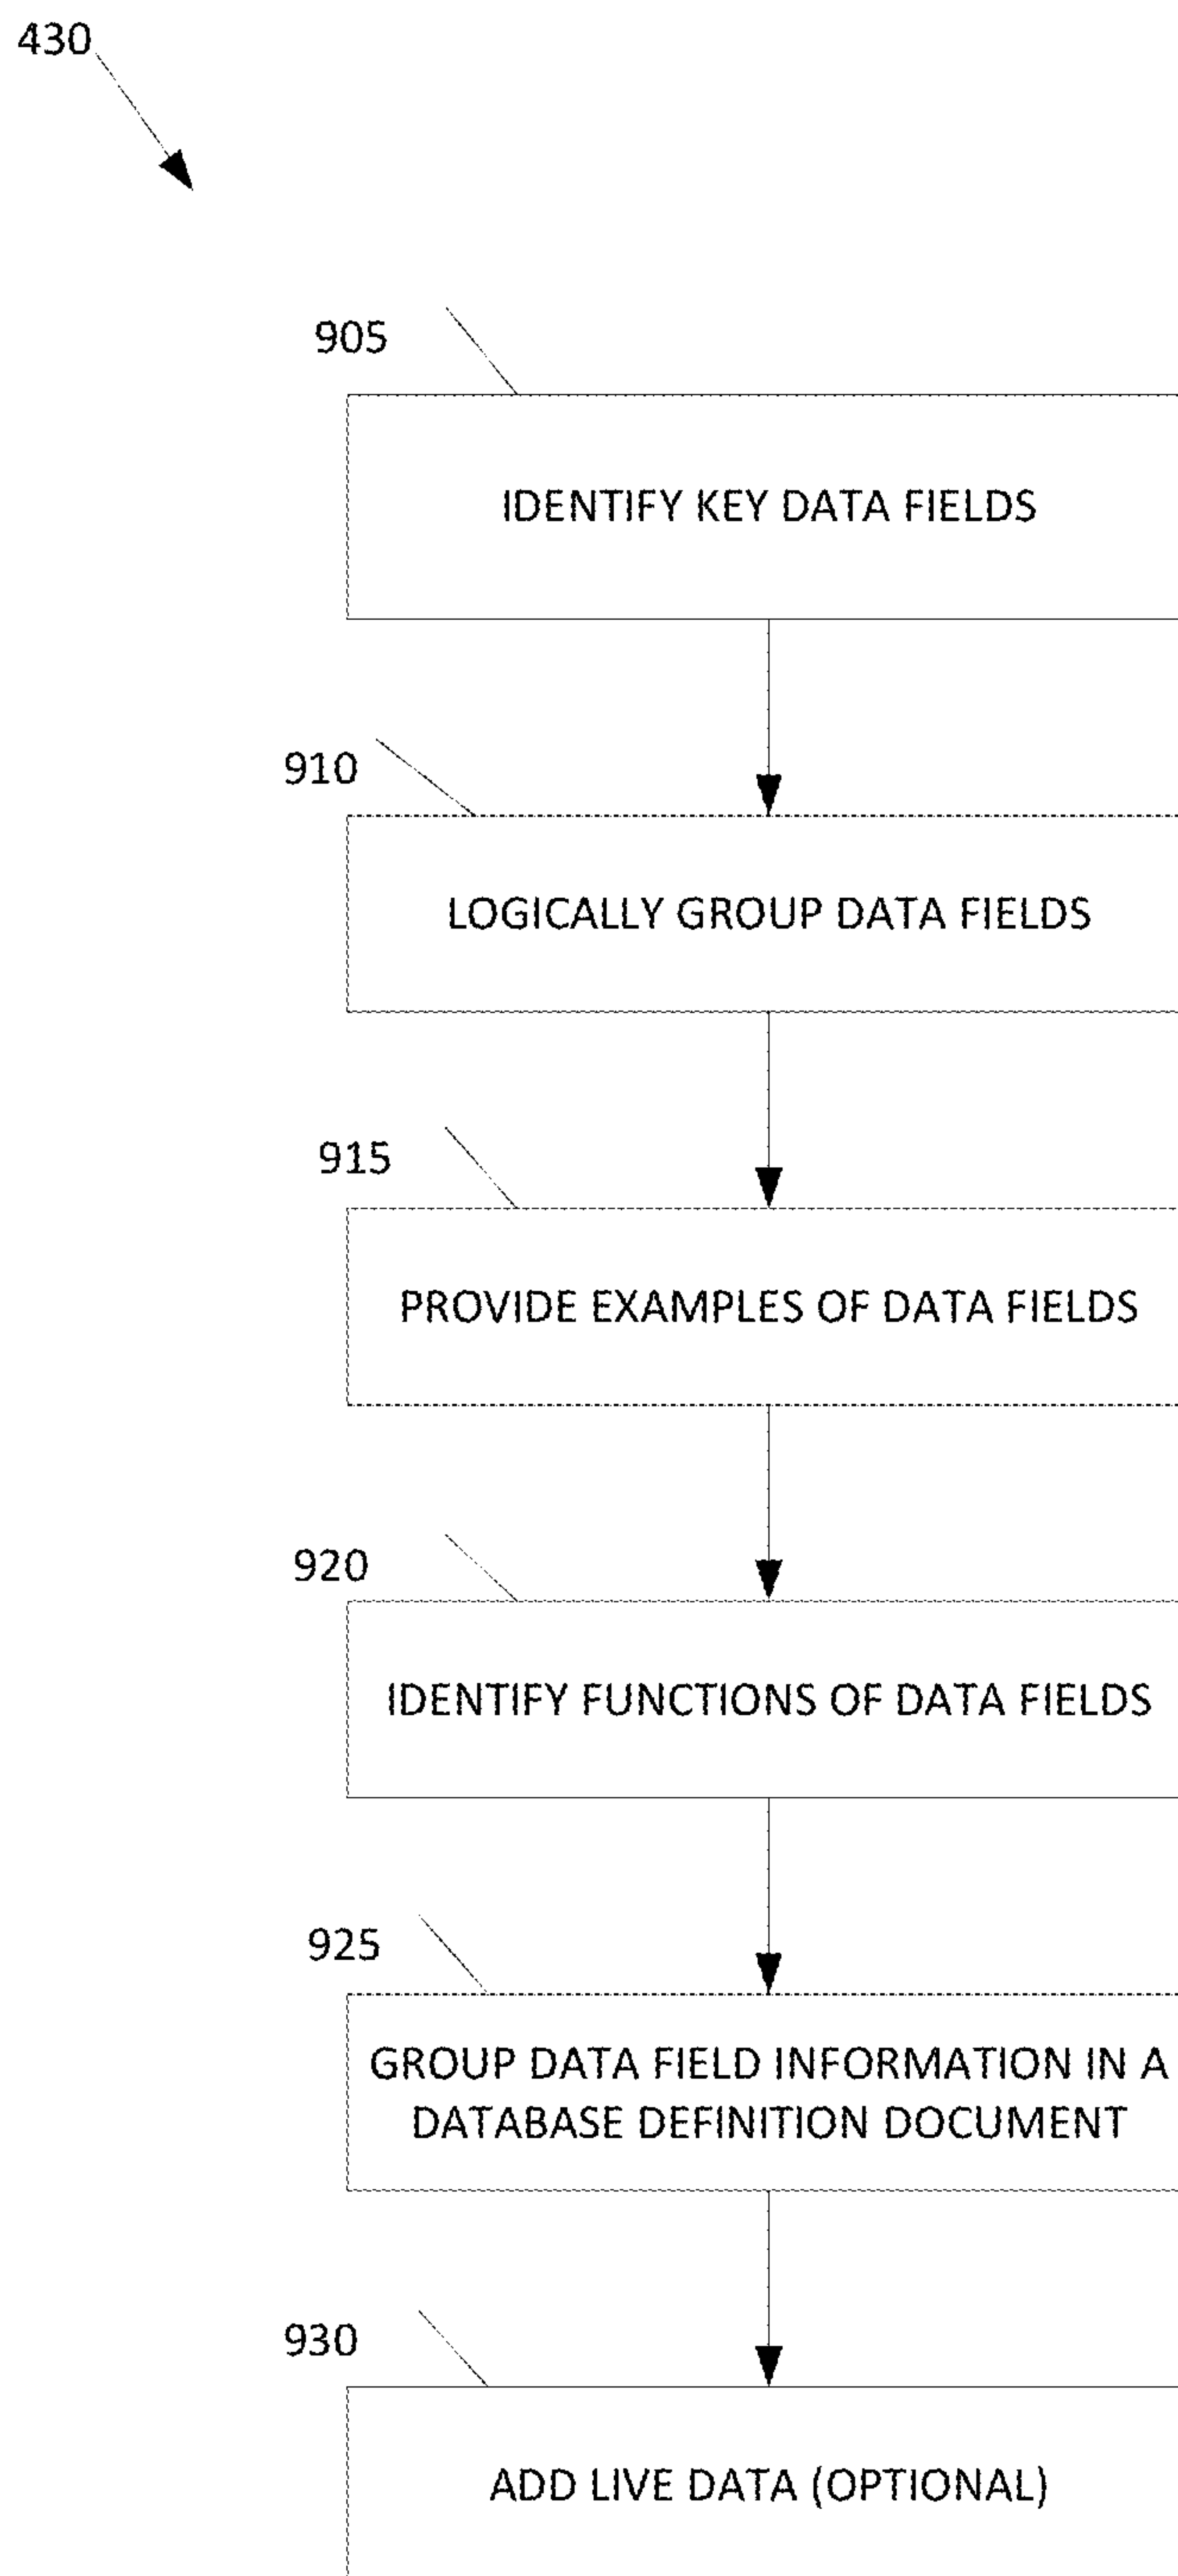 430
905
IDENTIFY KEY DATA FIELDS
910
LOGICALLY GROUP DATA FIELDS
915
PROVIDE EXAMPLES OF DATA FIELDS
920
IDENTIFY FUNCTIONS OF DATA FIELDS
925
GROUP DATA FIELD INFORMATION IN A
DATABASE DEFINITION DOCUMENT
930
ADD LIVE DATA (OPTIONAL)